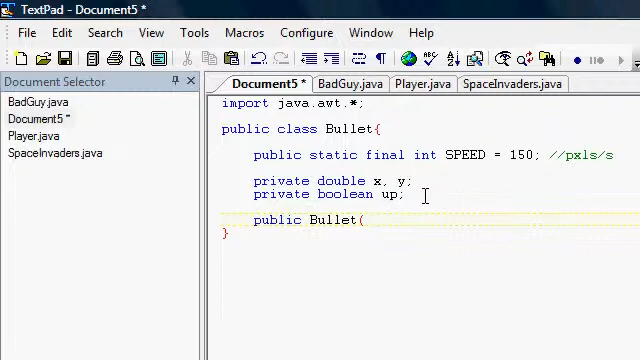 TextPad - Document5 *
File Edit Search View Tools Macros Configure Window Help
Document Selector
BadGuy.java
Document5 *
Player.java
SpaceInvaders.java
Document5 * BadGuy.java Player.java SpaceInvaders.java
import java.awt.*;
public class Bullet{
public static final int SPEED = 150; //pxls/s
private double x, y;
private boolean up;
public Bullet(
}